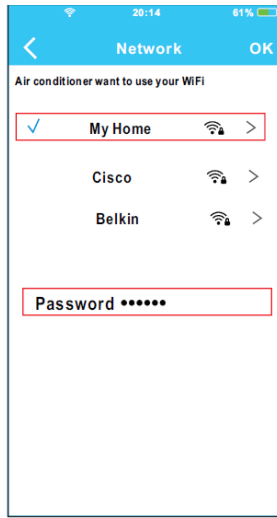 20:14 61%
Network OK
Air conditioner want to use your WiFi
My Home
Cisco
Belkin
Password ••••••